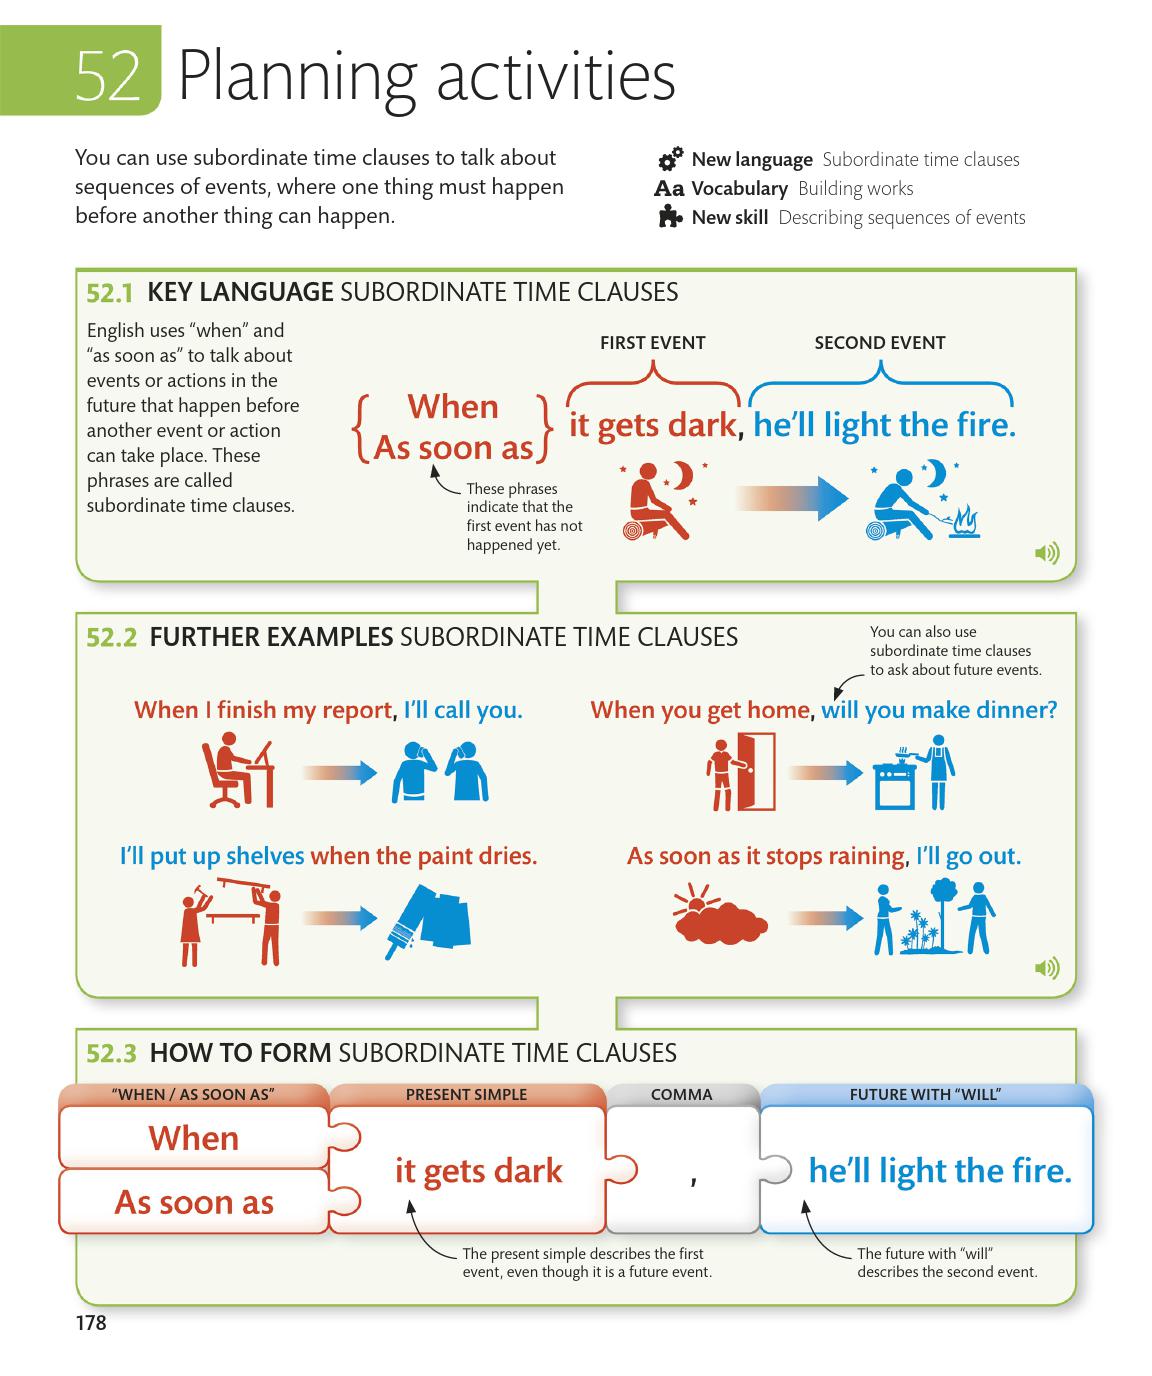 52 Planning activities
You can use subordinate time clauses to talk about
sequences of events, where one thing must happen
before another thing can happen.
New language Subordinate time clauses
Aa Vocabulary Building works
New skill Describing sequences of events
52.1 KEY LANGUAGE SUBORDINATE TIME CLAUSES
English uses “when” and
“as soon as” to talk about
events or actions in the
future that happen before
another event or action
can take place. These
phrases are called
subordinate time clauses.
FIRST EVENT
SECOND EVENT
When
As soon as
it gets dark, he’ll light the fire.
These phrases
indicate that the
first event has not
happened yet.
52.2 FURTHER EXAMPLES SUBORDINATE TIME CLAUSES
You can also use
subordinate time clauses
to ask about future events.
When I finish my report, I’ll call you.
When you get home, will you make dinner?
I’ll put up shelves when the paint dries.
As soon as it stops raining, I’ll go out.
52.3 HOW TO FORM SUBORDINATE TIME CLAUSES
“WHEN / AS SOON AS”
PRESENT SIMPLE
COMMA
FUTURE WITH “WILL”
When
As soon as
it gets dark
,
he’ll light the fire.
The present simple describes the first
event, even though it is a future event.
The future with “will”
describes the second event.
178